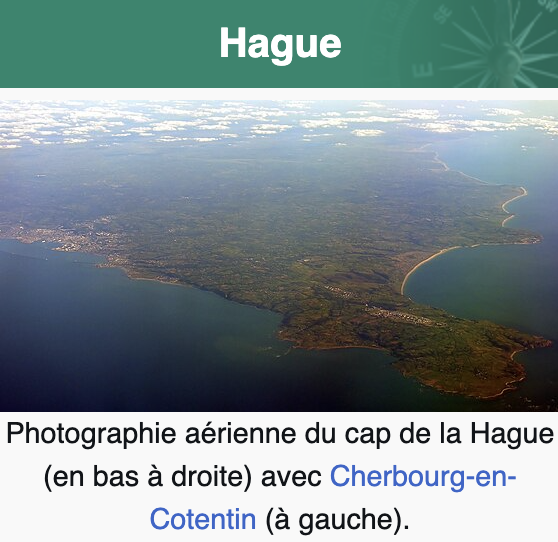 Hague
Photographie aérienne du cap de la Hague
(en bas à droite) avec Cherbourg-en-
Cotentin (à gauche).